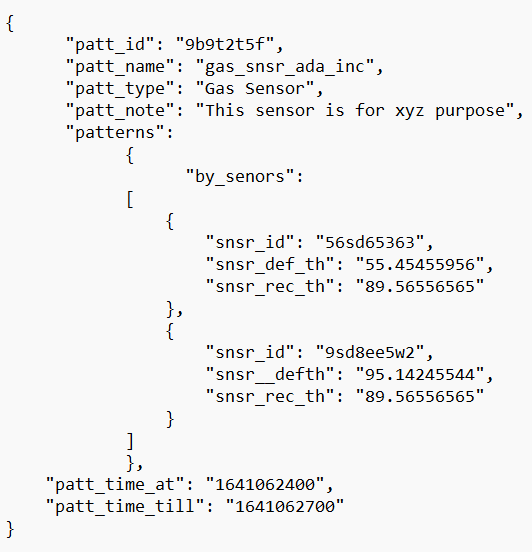 {
"patt_id": "9b9t2t5f",
"patt_name": "gas_snsr_ada_inc",
"patt_type": "Gas Sensor",
"patt_note": "This sensor is for xyz purpose",
"patterns":
{
"by_senors":
[
{
"snsr_id": "56sd65363",
"snsr_def_th": "55.45455956",
"snsr_rec_th": "89.56556565"
},
{
"snsr_id": "9sd8ee5w2",
"snsr__defth": "95.14245544",
"snsr_rec_th": "89.56556565"
}
]
},
"patt_time_at": "1641062400",
"patt_time_till": "1641062700"
}